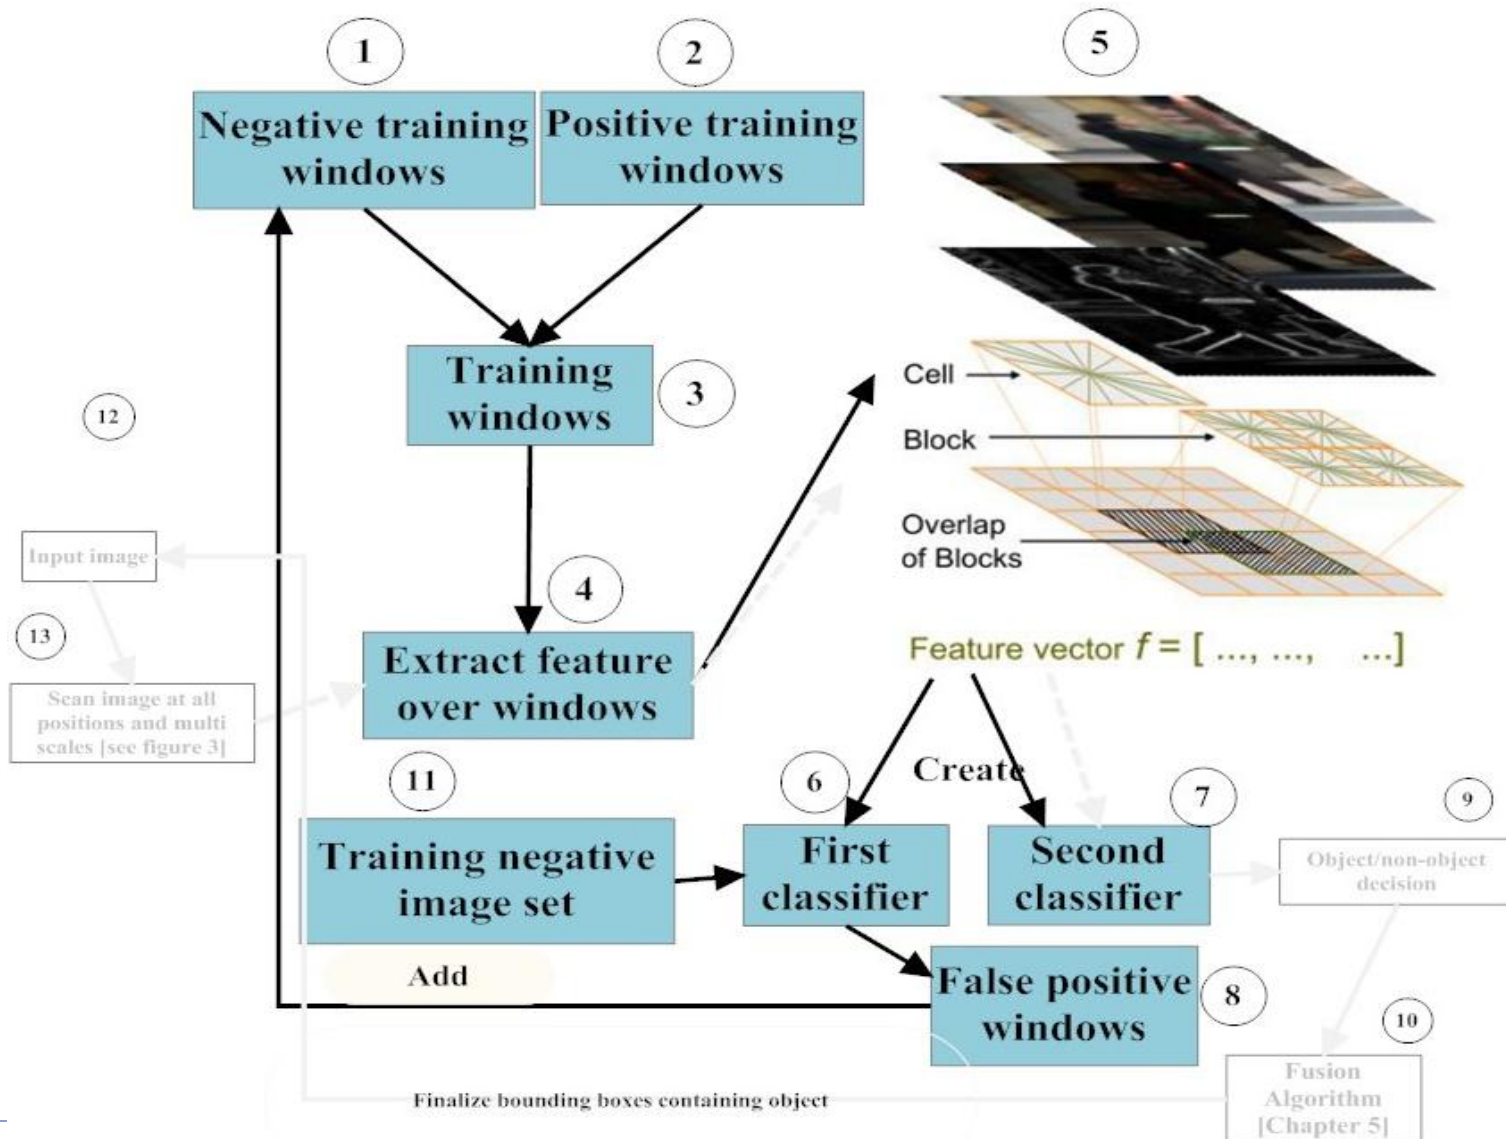 1
2
5
Negative training
windows
Positive training
windows
Training
windows
3
Cell
Block
12
Overlap
of Blocks
Input image
4
13
Extract feature
over windows
Feature vector f = [ ..., ..., ...]
Scan image at all
positions and multi
scales [see figure 3]
11
6
Create
7
9
Training negative
image set
First
classifier
Second
classifier
Object/non-object
decision
Add
False positive
windows
8
10
Fusion
Algorithm
[Chapter 5]
Finalize bounding boxes containing object